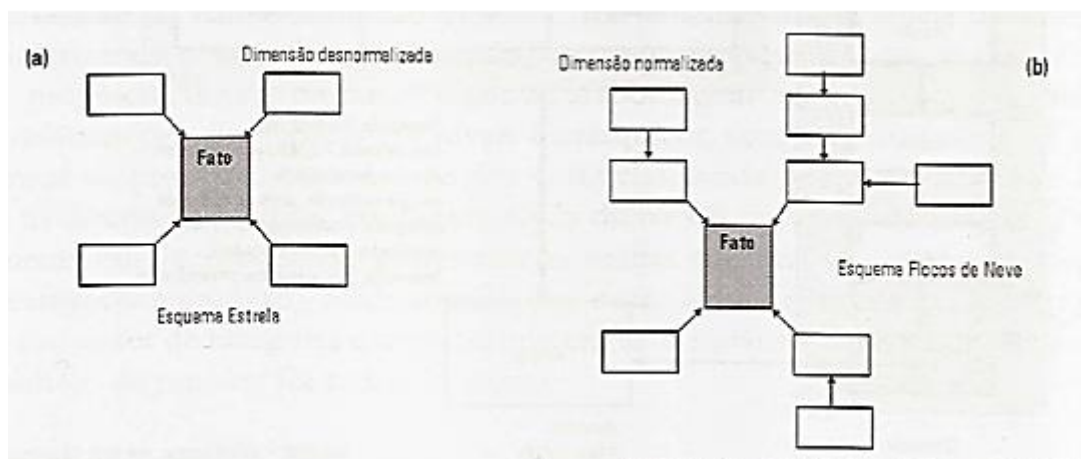 (a)
Dimensão desnormalizada
Fato
Esquema Estrela
Dimensão normalizada
(b)
Fato
Esquema Flocos de Neve